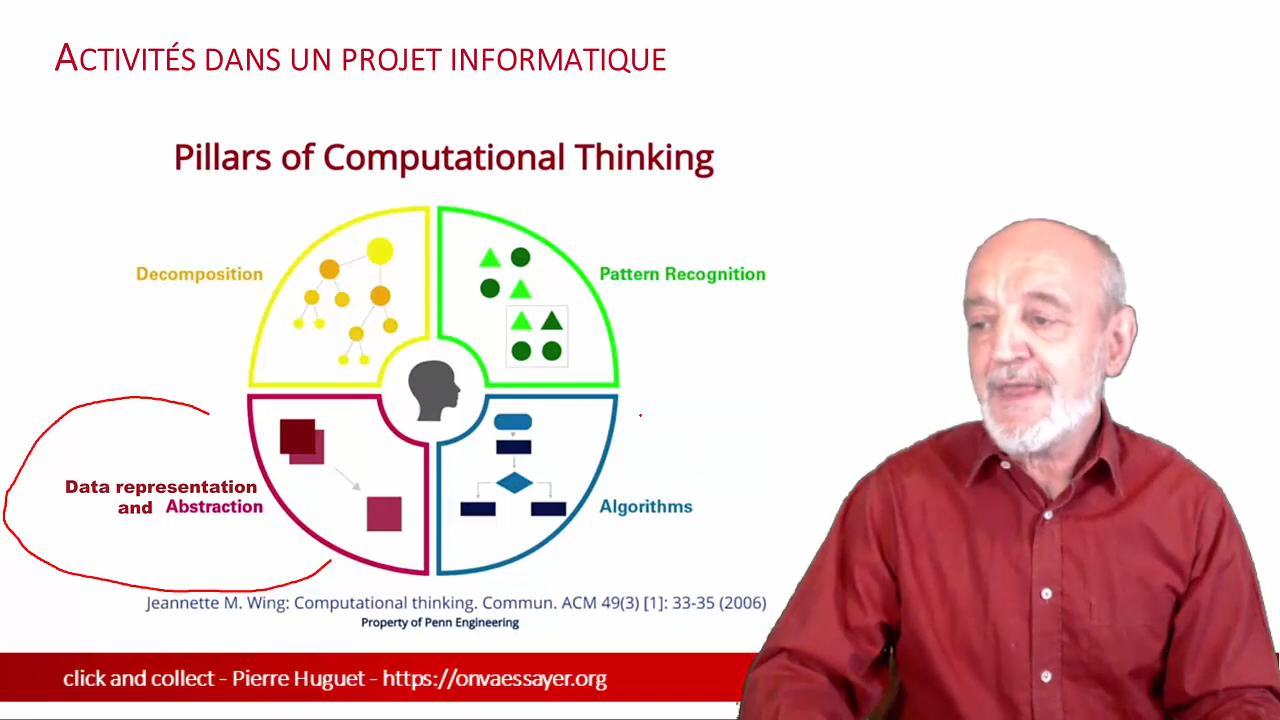 ACTIVITÉS DANS UN PROJET INFORMATIQUE
Pillars of Computational Thinking
Decomposition
Pattern Recognition
Data representation
and Abstraction
Algorithms
Jeannette M. Wing: Computational thinking. Commun. ACM 49(3) [1]: 33-35 (2006)
Property of Penn Engineering
click and collect - Pierre Huguet - https://onvaessayer.org